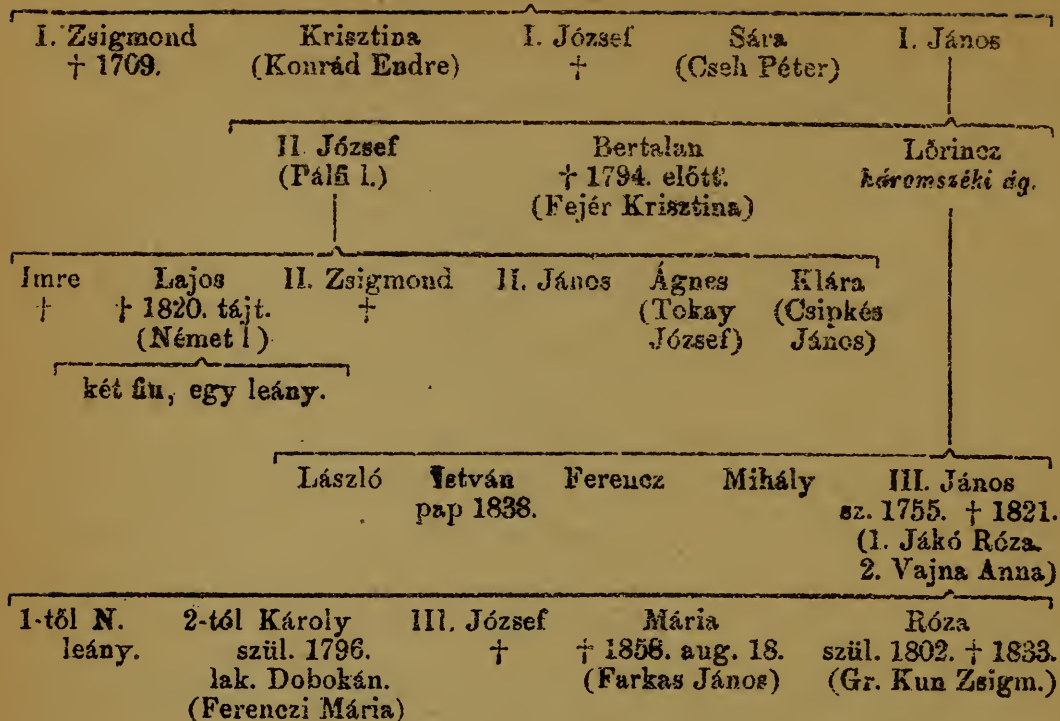 I. Zsigmond Krisztina I. József Sára I. János
† 1709. (Konrád Endre) † (Cseh Péter)
II. József Bertalan Lőrincz
(Pálfi l.) † 1794. előtt. háromszéki ág.
(Fejér Krisztina)
Imre Lajos II. Zsigmond II. János Ágnes Klára
† † 1820. tájt. † (Tokay (Csipkés
(Német l) József) János)
két fiu, egy leány.
László István Ferencz Mihály III. János
pap 1838. sz. 1755. † 1821.
(1. Jákó Róza.
2. Vajna Anna)
1-től N. 2-tól Károly III. József Mária Róza
leány. szül. 1796. † † 1858. aug. 18. szül. 1802. † 1833.
lak. Dobokán. (Farkas János) (Gr. Kun Zsigm.)
(Ferenczi Mária)